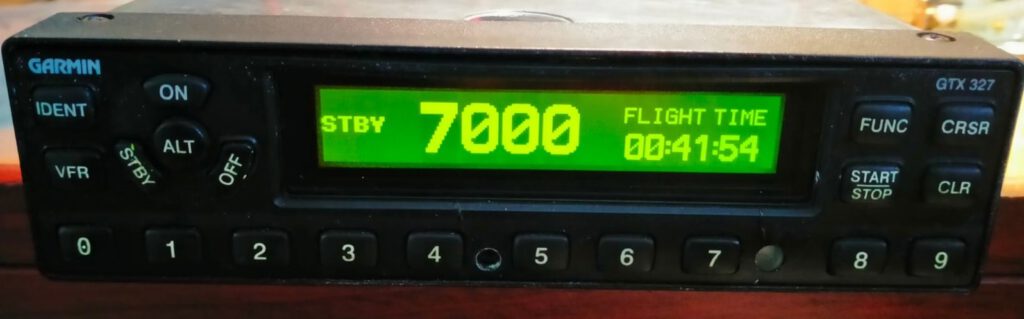 GARMIN
GTX 327
IDENT
ON
ALT
VFR
STBY
OFF
STBY
7000
FLIGHT TIME
00:41:54
FUNC
CRSR
START
STOP
CLR
0 1 2 3 4 5 6 7 8 9